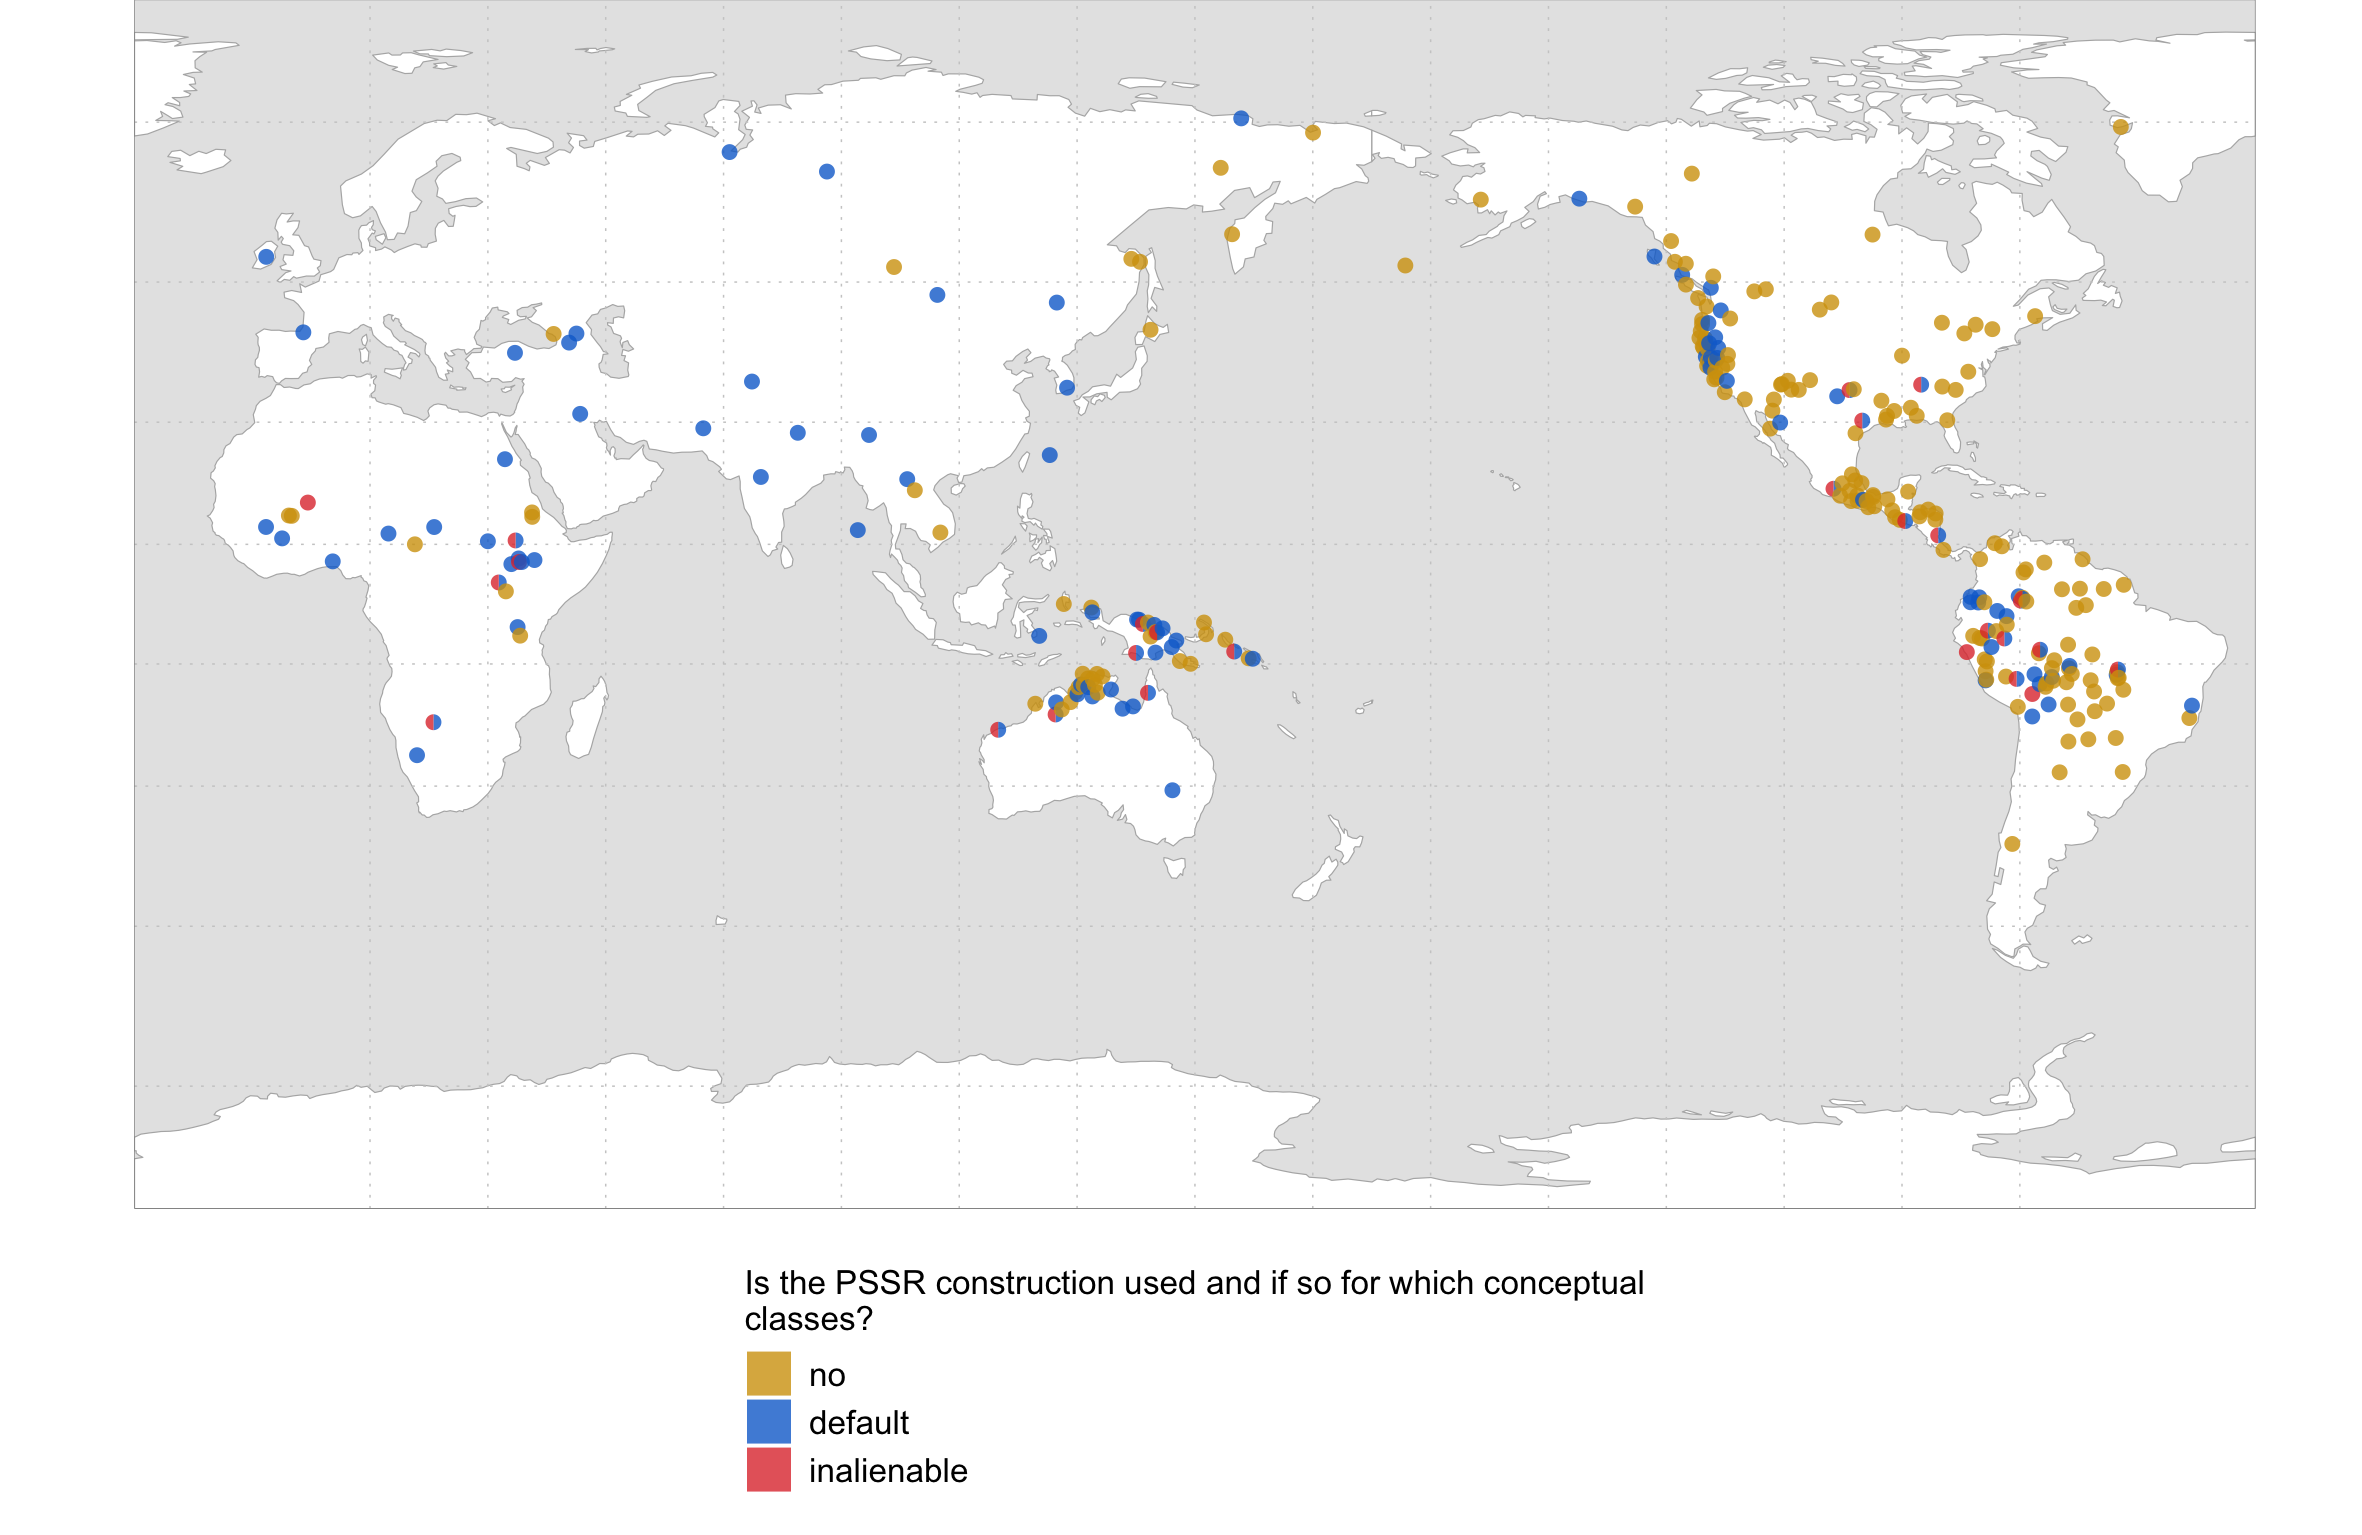 Is the PSSR construction used and if so for which conceptual
classes?
no
default
inalienable